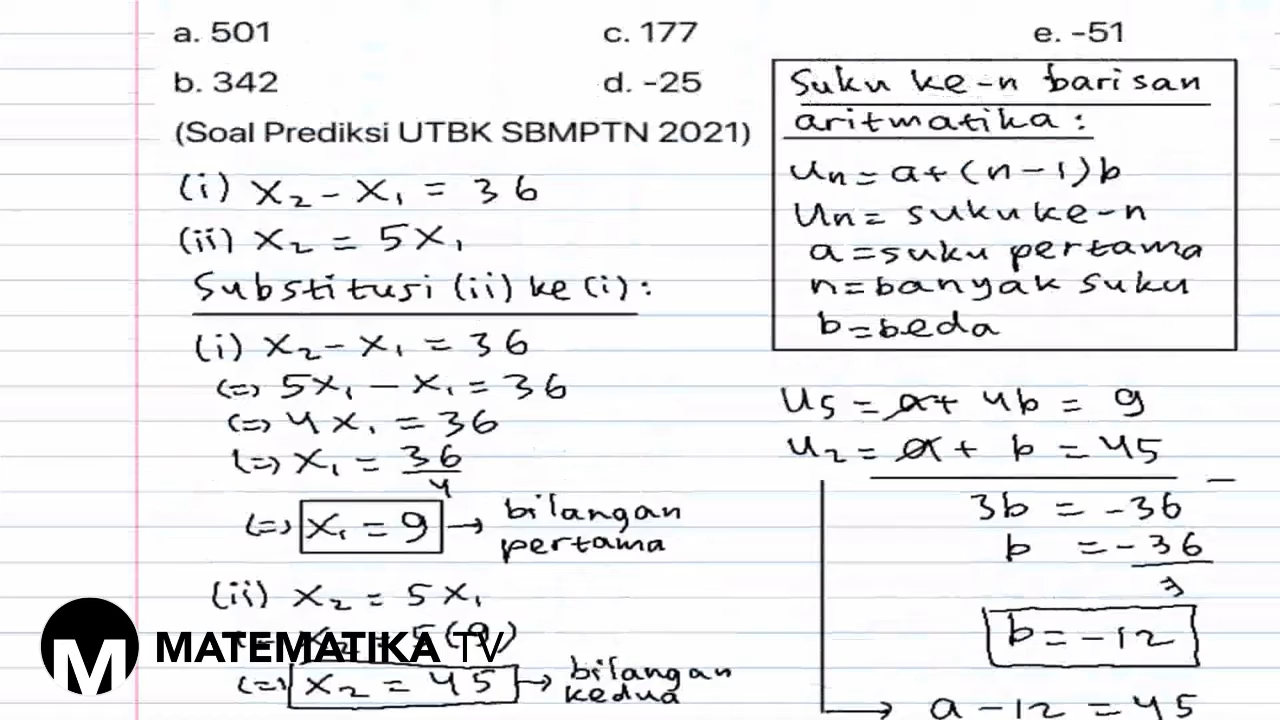 a. 501 c. 177 e. -51
b. 342 d. -25
(Soal Prediksi UTBK SBMPTN 2021)
(i) x₂ - x₁ = 36
(ii) x₂ = 5x₁
Substitusi (ii) ke (i) :
(i) x₂ - x₁ = 36
(=) 5x₁ - x₁ = 36
(=) 4x₁ = 36
(=) x₁ = 36/4
(=) x₁ = 9 → bilangan
pertama
(ii) x₂ = 5x₁
x₂ = 5(9)
(=) x₂ = 45 → bilangan
kedua
MATEMATIKA TV
Suku ke-n barisan
aritmatika :
Un = a + (n - 1)b
Un = suku ke-n
a = suku pertama
n = banyak suku
b = beda
U5 = a + 4b = 9
U2 = a + b = 45
3b = -36
b = -36/3
b = -12
a - 12 = 45